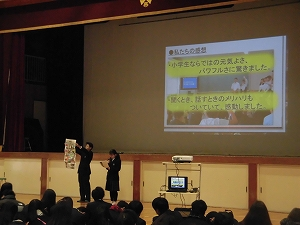 ●私たちの感想
小学生ならではの元気よさ、
パワフルさに驚きました。
聞くとき、話すときのメリハリも
ついていて、感動しました。